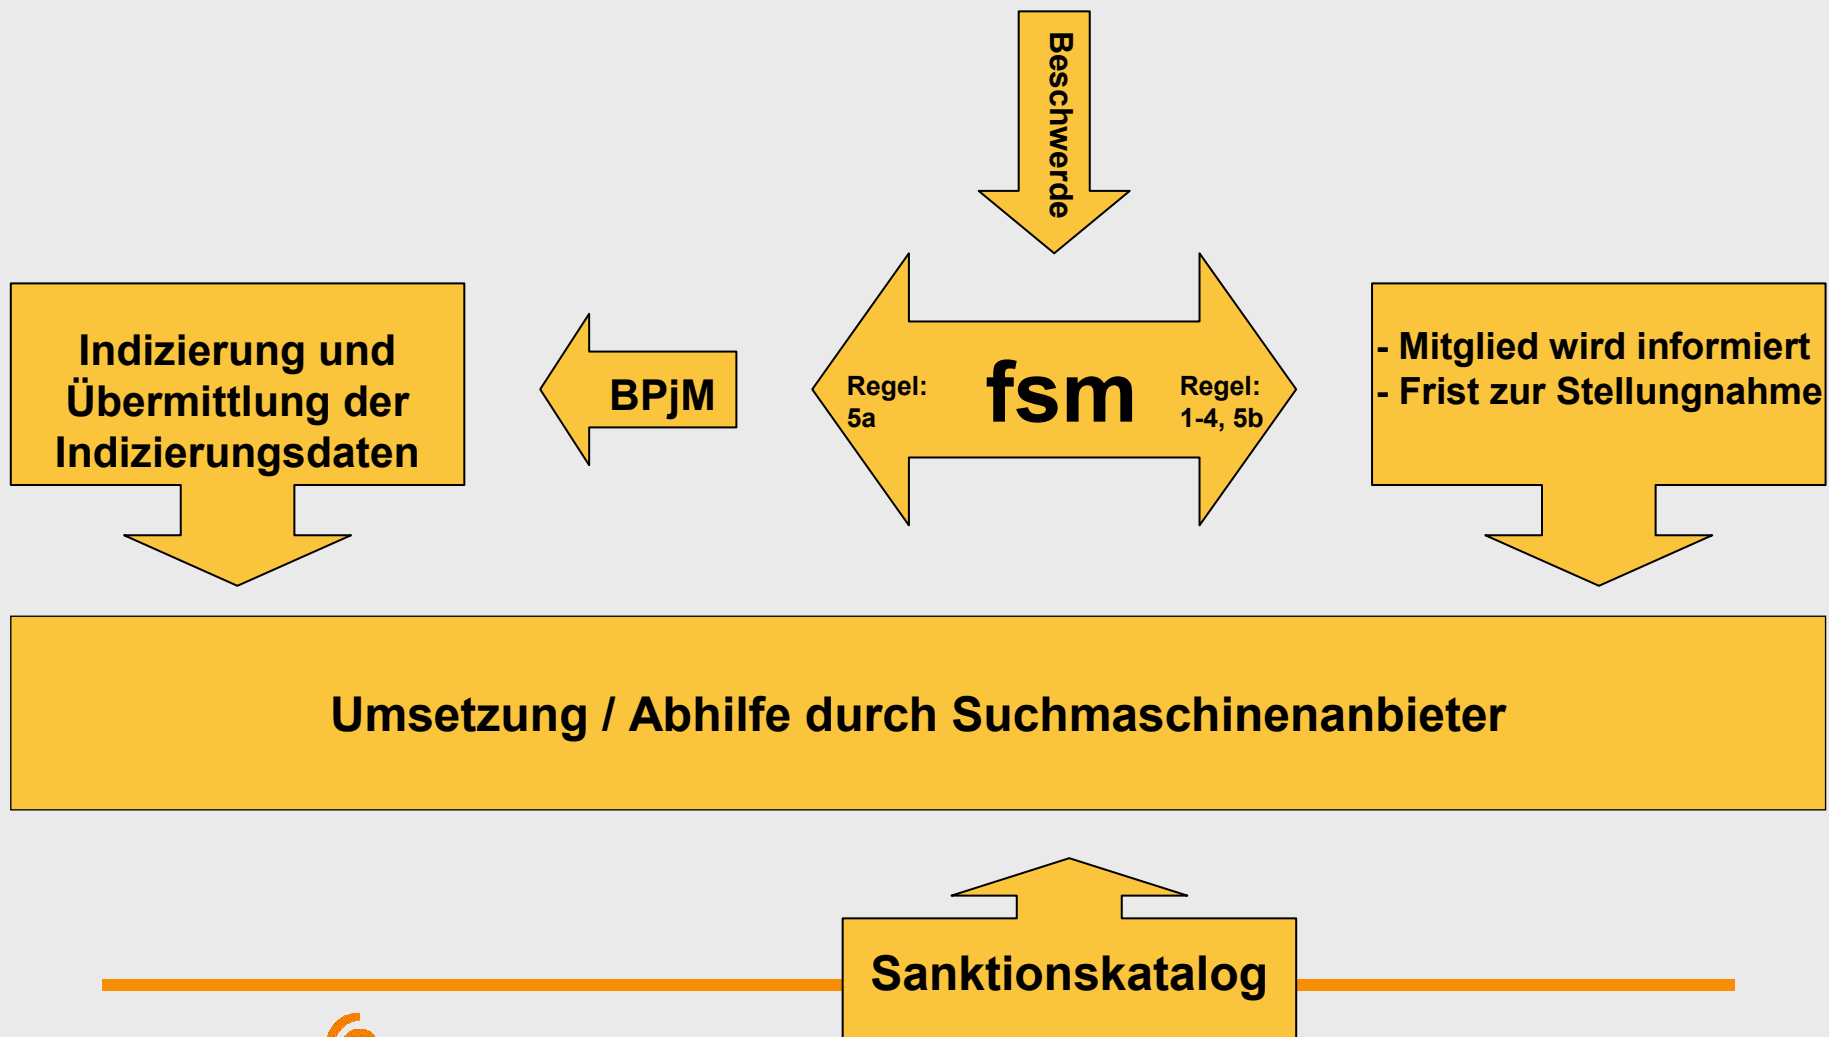 Beschwerde
Indizierung und
Übermittlung der
Indizierungsdaten
BPjM
Regel:
5a
fsm
Regel:
1-4, 5b
- Mitglied wird informiert
- Frist zur Stellungnahme
Umsetzung / Abhilfe durch Suchmaschinenanbieter
Sanktionskatalog